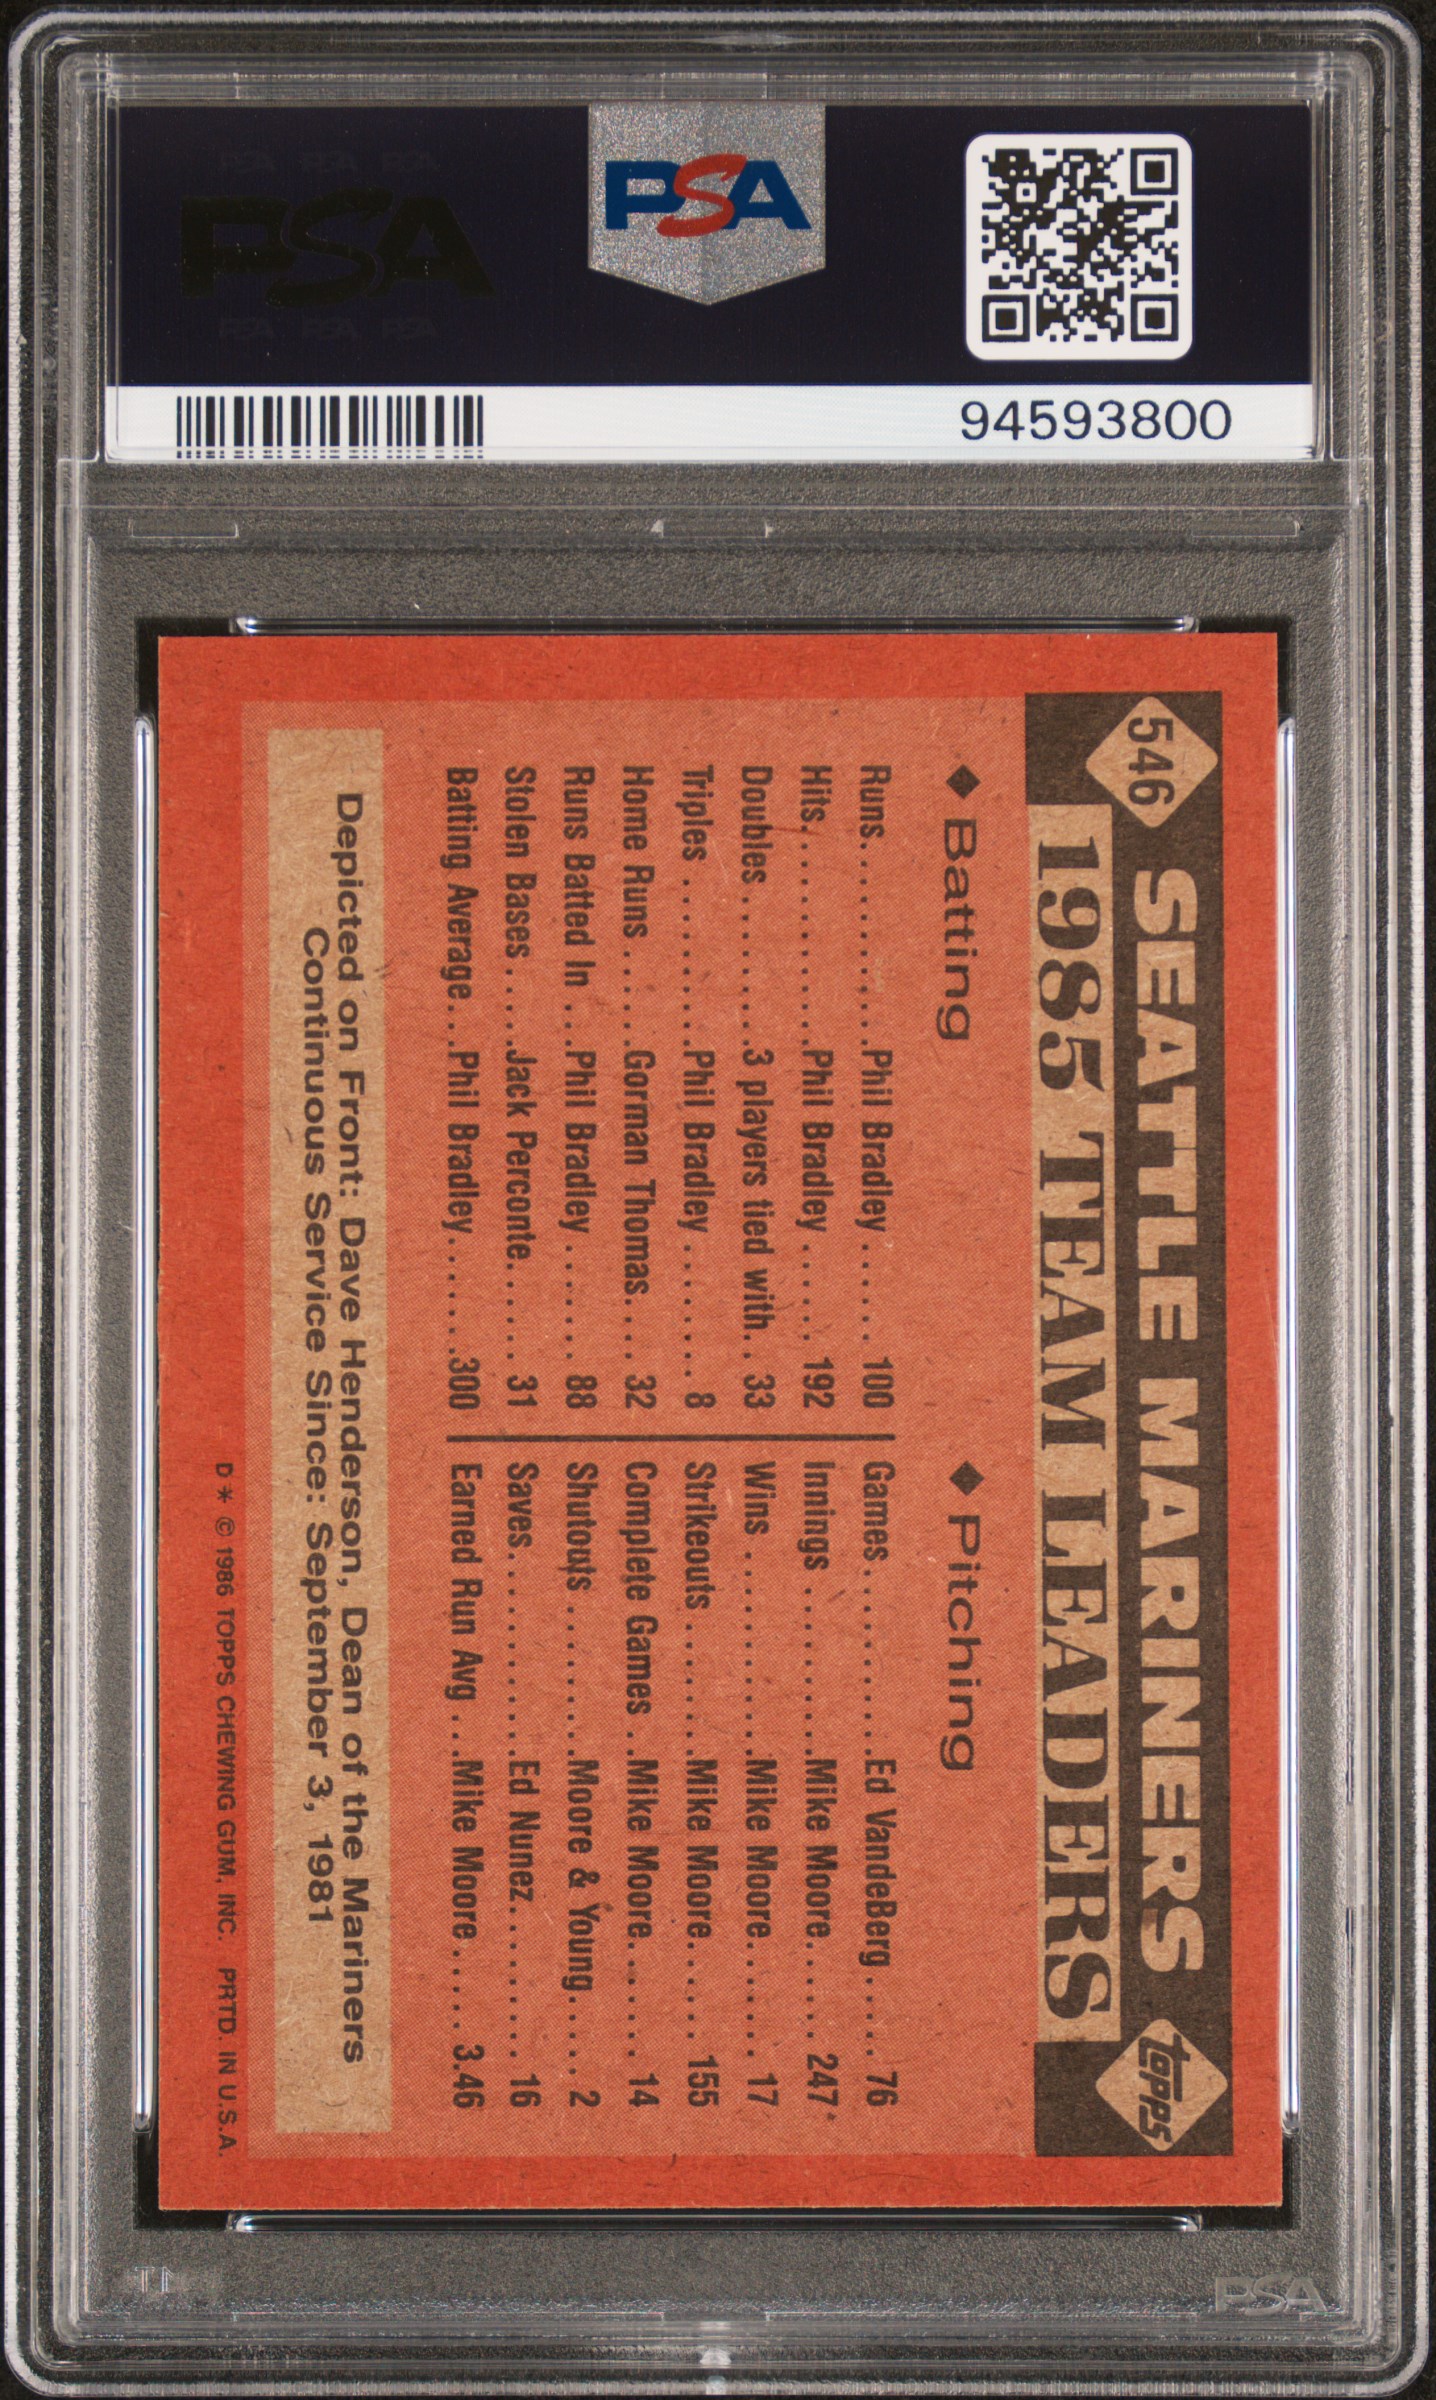 PSA
PSA
94593800
546
SEATTLE MARINERS
topps
1985 TEAM LEADERS
◆ Batting
Runs..........Phil Bradley...... 100
Hits............Phil Bradley..... 192
Doubles..........3 players tied with.. 33
Triples..........Phil Bradley....... 8
Home Runs......Gorman Thomas.... 32
Runs Batted In ...Phil Bradley...... 88
Stolen Bases.....Jack Perconte...... 31
Batting Average...Phil Bradley.......300
◆ Pitching
Games............Ed VandeBerg.... 76
Innings ..........Mike Moore...... 247
Wins ............Mike Moore...... 17
Strikeouts ........Mike Moore..... 155
Complete Games ..Mike Moore...... 14
Shutouts ..........Moore & Young.... 2
Saves............Ed Nunez........ 16
Earned Run Avg ...Mike Moore.... 3.46
Depicted on Front: Dave Henderson, Dean of the Mariners
Continuous Service Since: September 3, 1981
D* © 1986 TOPPS CHEWING GUM, INC. PRTD. IN U.S.A.
PSA